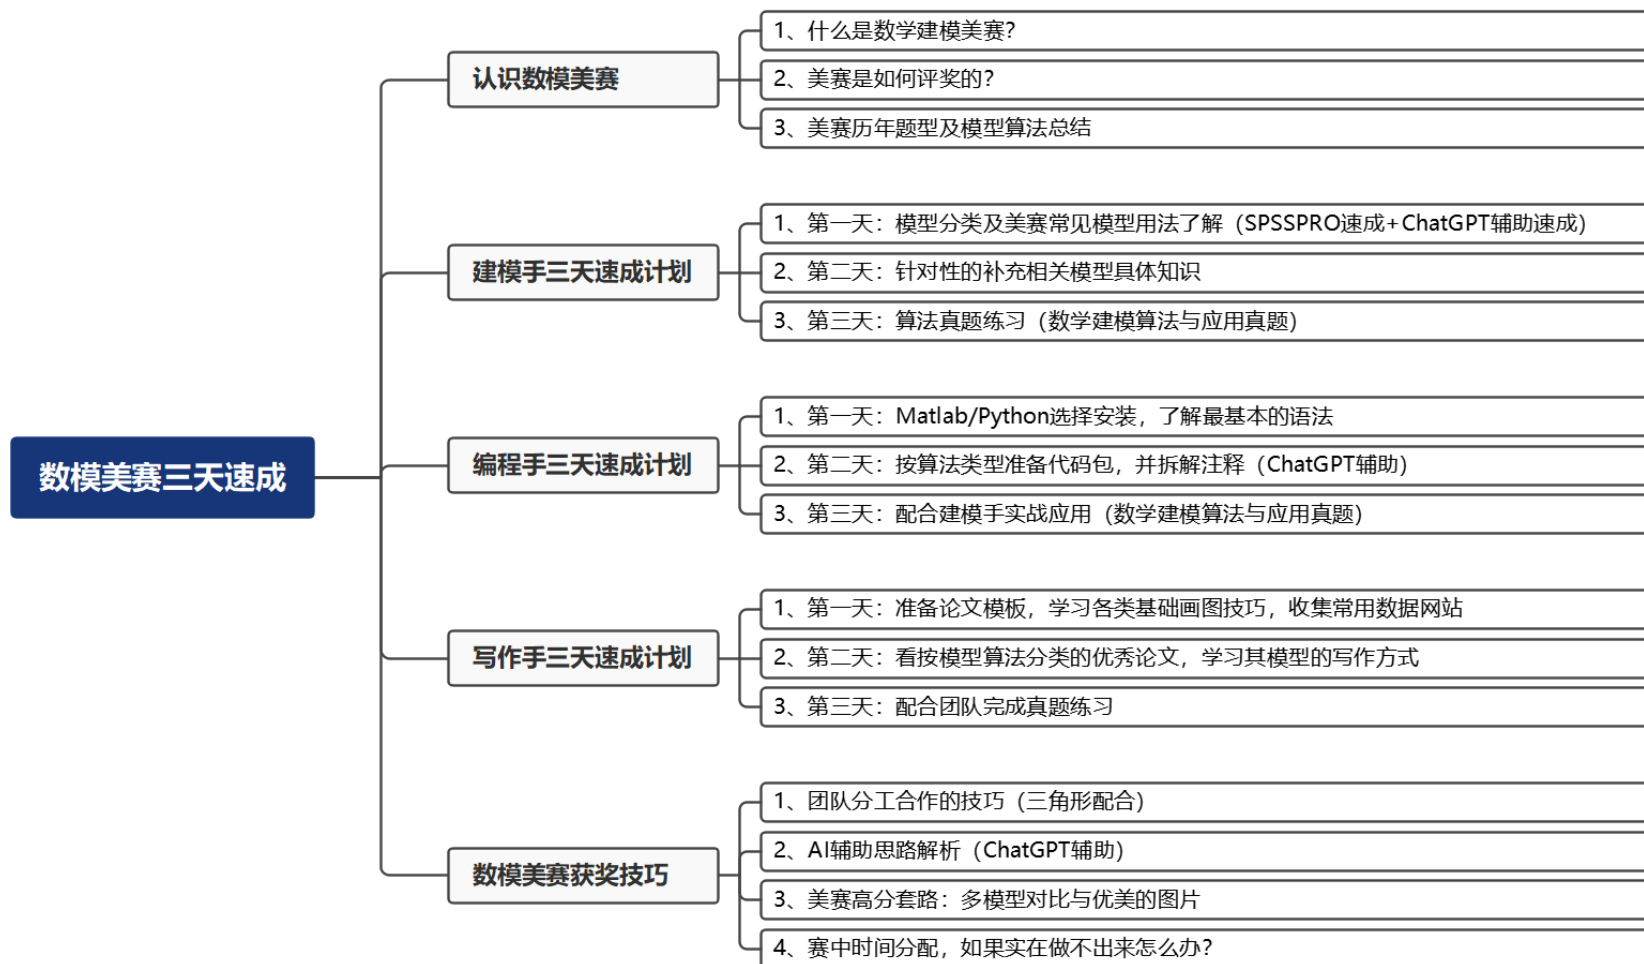 数模美赛三天速成
认识数模美赛
1、什么是数学建模美赛？
2、美赛是如何评奖的？
3、美赛历年题型及模型算法总结
建模手三天速成计划
1、第一天：模型分类及美赛常见模型用法了解（SPSSPRO速成+ChatGPT辅助速成）
2、第二天：针对性的补充相关模型具体知识
3、第三天：算法真题练习（数学建模算法与应用真题）
编程手三天速成计划
1、第一天：Matlab/Python选择安装，了解最基本的语法
2、第二天：按算法类型准备代码包，并拆解注释（ChatGPT辅助）
3、第三天：配合建模手实战应用（数学建模算法与应用真题）
写作手三天速成计划
1、第一天：准备论文模板，学习各类基础画图技巧，收集常用数据网站
2、第二天：看按模型算法分类的优秀论文，学习其模型的写作方式
3、第三天：配合团队完成真题练习
数模美赛获奖技巧
1、团队分工合作的技巧（三角形配合）
2、AI辅助思路解析（ChatGPT辅助）
3、美赛高分套路：多模型对比与优美的图片
4、赛中时间分配，如果实在做不出来怎么办？